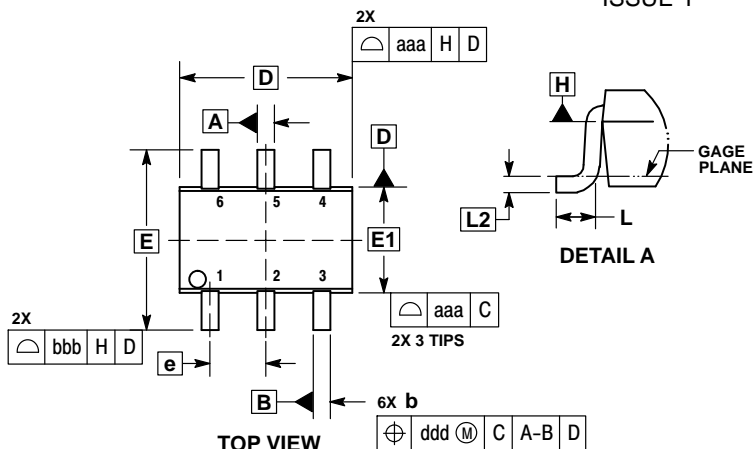 ISSUE
2X
⌓ aaa H D
D
H
A
D
GAGE
PLANE
6 5 4
L2
L
E
E1
DETAIL A
1 2 3
⌓ aaa C
2X 3 TIPS
2X
⌓ bbb H D
e
B
6X b
TOP VIEW
⌖ ddd Ⓜ C A-B D